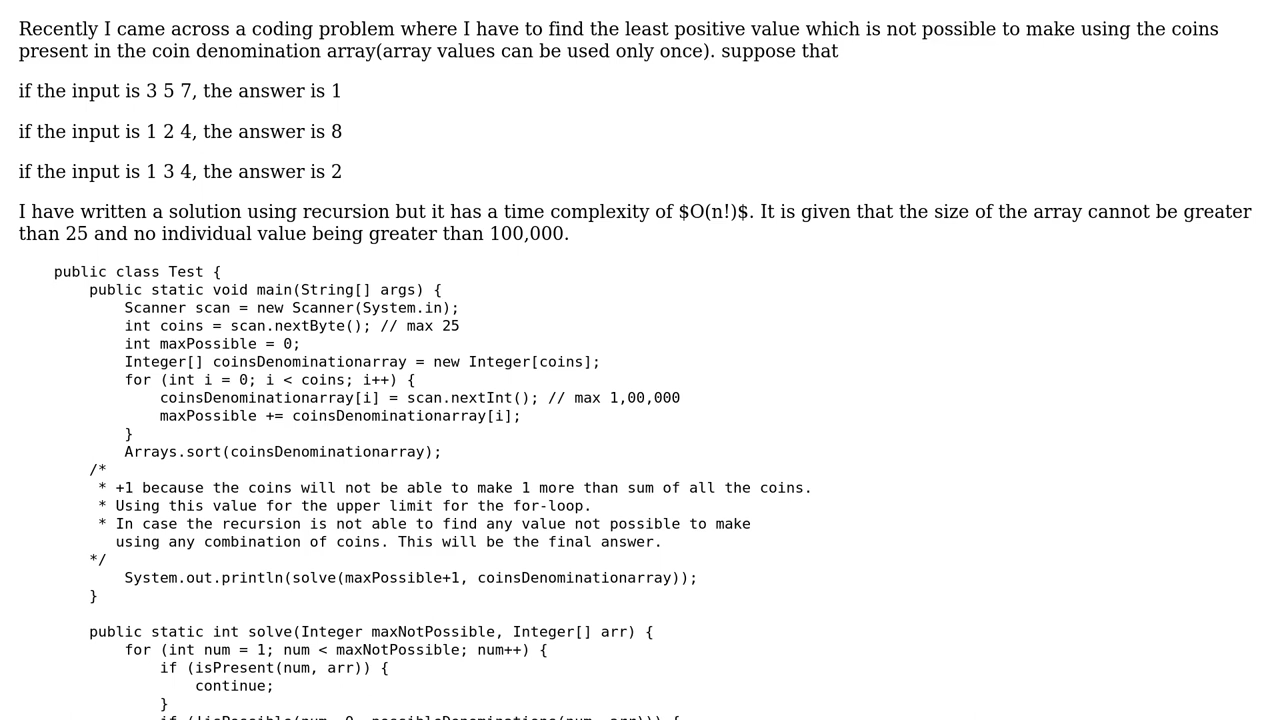 Recently I came across a coding problem where I have to find the least positive value which is not possible to make using the coins
present in the coin denomination array(array values can be used only once). suppose that
if the input is 3 5 7, the answer is 1
if the input is 1 2 4, the answer is 8
if the input is 1 3 4, the answer is 2
I have written a solution using recursion but it has a time complexity of $O(n!)$. It is given that the size of the array cannot be greater
than 25 and no individual value being greater than 100,000.
public class Test {
public static void main(String[] args) {
Scanner scan = new Scanner(System.in);
int coins = scan.nextByte(); // max 25
int maxPossible = 0;
Integer[] coinsDenominationarray = new Integer[coins];
for (int i = 0; i < coins; i++) {
coinsDenominationarray[i] = scan.nextInt(); // max 1,00,000
maxPossible += coinsDenominationarray[i];
}
Arrays.sort(coinsDenominationarray);
/*
* +1 because the coins will not be able to make 1 more than sum of all the coins.
* Using this value for the upper limit for the for-loop.
* In case the recursion is not able to find any value not possible to make
using any combination of coins. This will be the final answer.
*/
System.out.println(solve(maxPossible+1, coinsDenominationarray));
}
public static int solve(Integer maxNotPossible, Integer[] arr) {
for (int num = 1; num < maxNotPossible; num++) {
if (isPresent(num, arr)) {
continue;
}
if (!isPossible(num, 0, possibleDenominations(num, arr))) {